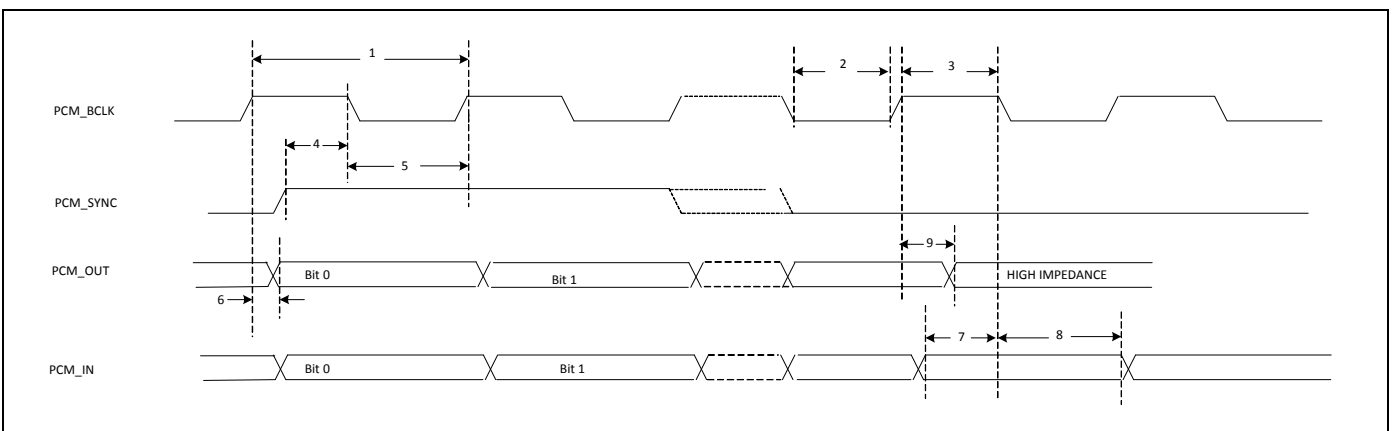 1
2
3
PCM_BCLK
4
5
PCM_SYNC
9
PCM_OUT
Bit 0
Bit 1
HIGH IMPEDANCE
6
7
8
PCM_IN
Bit 0
Bit 1